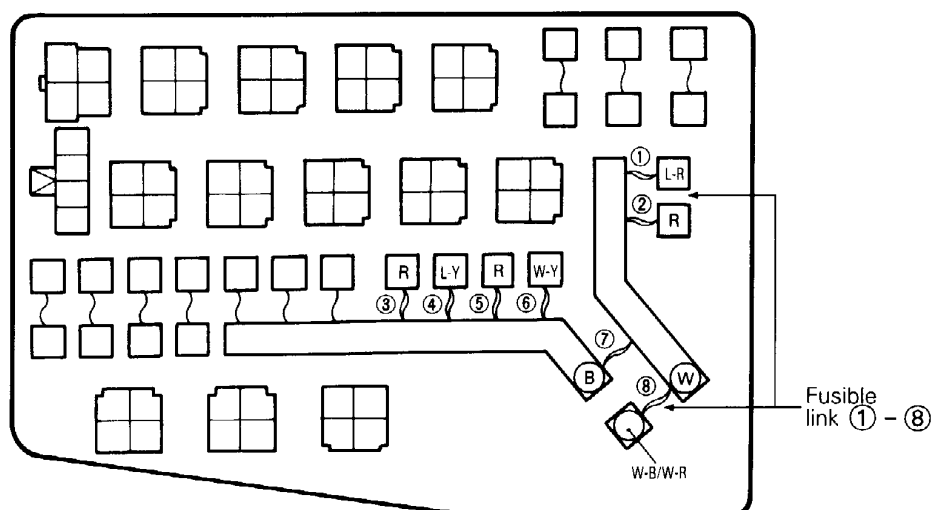 ①
L-R
②
R
R
L-Y
R
W-Y
③
④
⑤
⑥
⑦
B
⑧
W
Fusible
link ① - ⑧
W-B/W-R